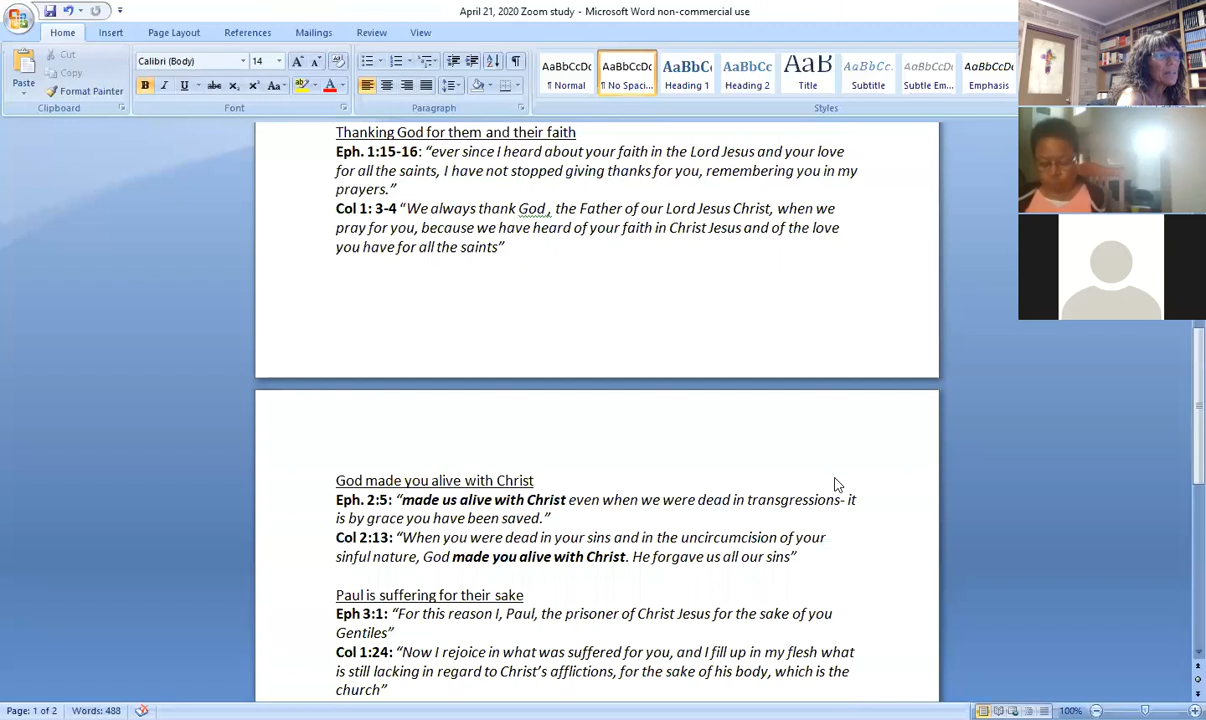 April 21, 2020 Zoom study - Microsoft Word non-commercial use
Home Insert Page Layout References Mailings Review View
Cut
Copy
Format Painter
Paste
Clipboard
Calibri (Body) 14
Font
Paragraph
AaBbCcDc AaBbCcDc AaBbCc AaBbCc AaB AaBbCcL AaBbCcDc AaBbCcDc
¶ Normal ¶ No Spaci... Heading 1 Heading 2 Title Subtitle Subtle Em... Emphasis
Styles
Thanking God for them and their faith
Eph. 1:15-16: “ever since I heard about your faith in the Lord Jesus and your love
for all the saints, I have not stopped giving thanks for you, remembering you in my
prayers.”
Col 1: 3-4 “We always thank God , the Father of our Lord Jesus Christ, when we
pray for you, because we have heard of your faith in Christ Jesus and of the love
you have for all the saints”
God made you alive with Christ
Eph. 2:5: “made us alive with Christ even when we were dead in transgressions- it
is by grace you have been saved.”
Col 2:13: “When you were dead in your sins and in the uncircumcision of your
sinful nature, God made you alive with Christ. He forgave us all our sins”
Paul is suffering for their sake
Eph 3:1: “For this reason I, Paul, the prisoner of Christ Jesus for the sake of you
Gentiles”
Col 1:24: “Now I rejoice in what was suffered for you, and I fill up in my flesh what
is still lacking in regard to Christ’s afflictions, for the sake of his body, which is the
church”
Page: 1 of 2 Words: 488 100%